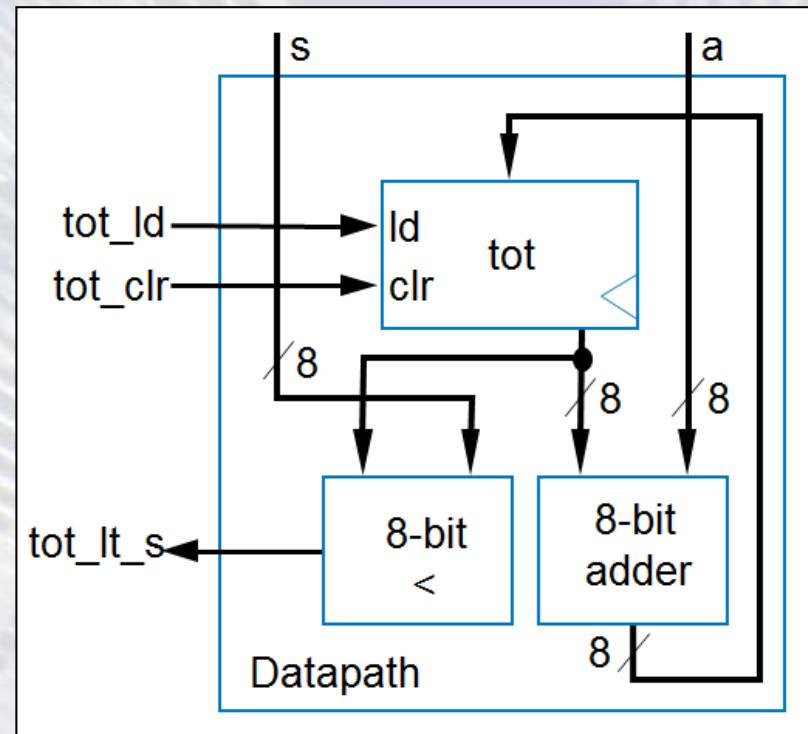 s
a
tot_ld
ld
tot
tot_clr
clr
8
8
8
8-bit
<
8-bit
adder
tot_lt_s
8
Datapath